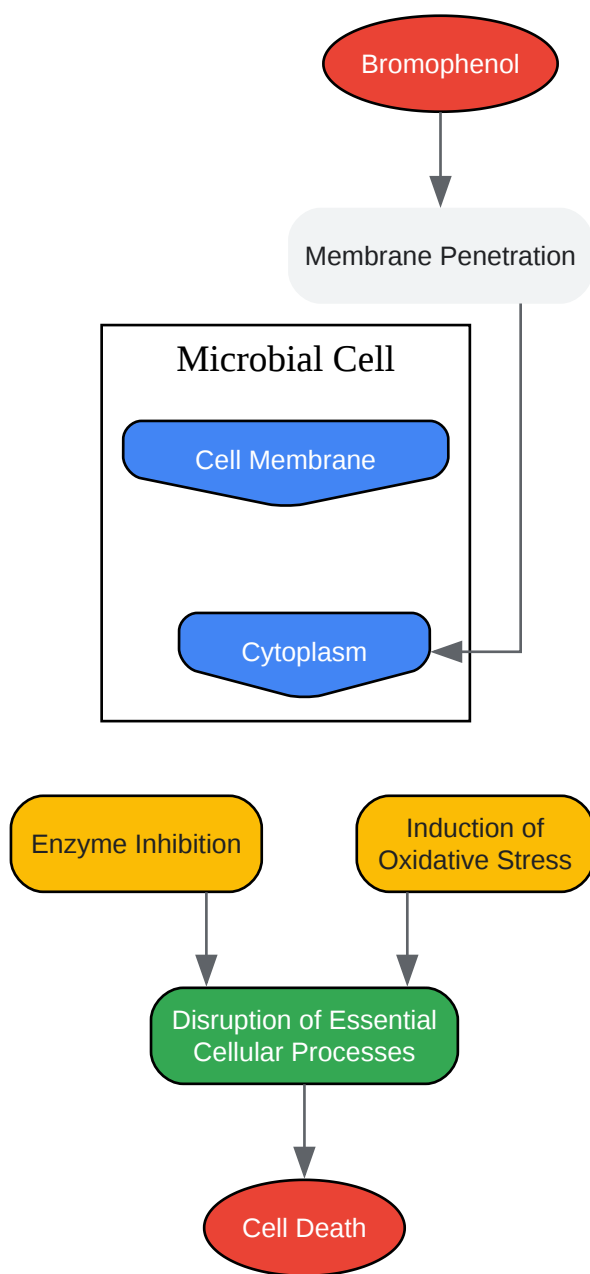 Bromophenol
Membrane Penetration
Microbial Cell
Cell Membrane
Cytoplasm
Enzyme Inhibition
Induction of
Oxidative Stress
Disruption of Essential
Cellular Processes
Cell Death